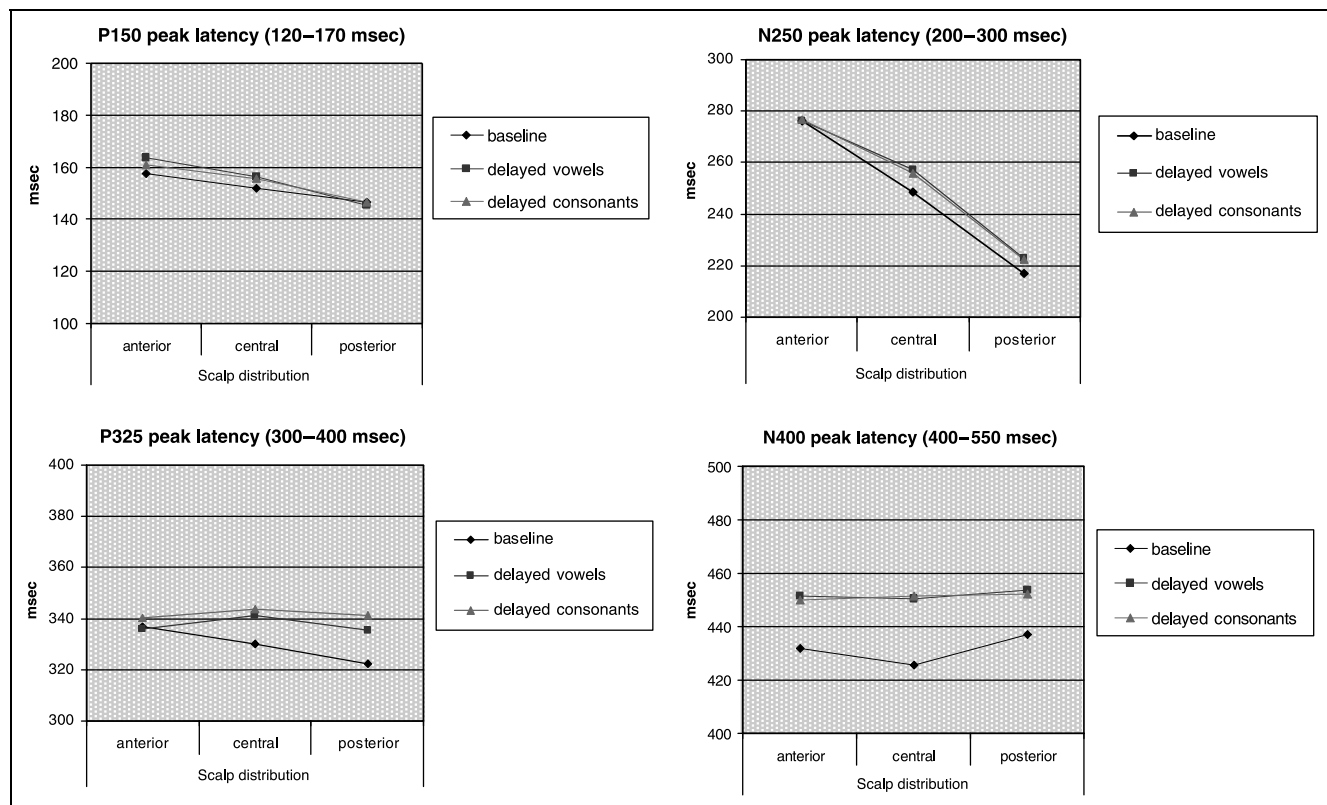 P150 peak latency (120–170 msec)
200
180
160
140
120
100
msec
anterior central posterior
Scalp distribution
baseline
delayed vowels
delayed consonants
N250 peak latency (200–300 msec)
300
280
260
240
220
200
msec
anterior central posterior
Scalp distribution
baseline
delayed vowels
delayed consonants
P325 peak latency (300–400 msec)
400
380
360
340
320
300
msec
anterior central posterior
Scalp distribution
baseline
delayed vowels
delayed consonants
N400 peak latency (400–550 msec)
500
480
460
440
420
400
msec
anterior central posterior
Scalp distribution
baseline
delayed vowels
delayed consonants